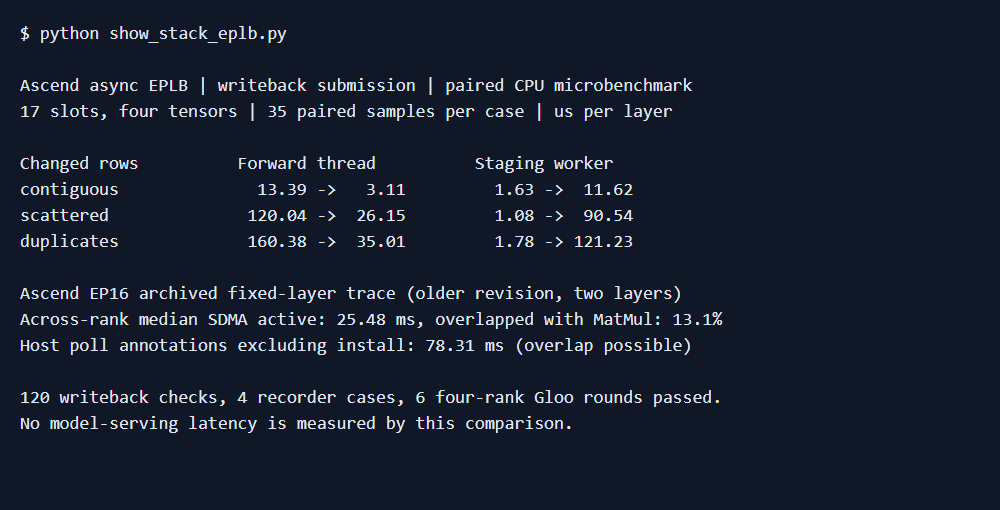 $ python show_stack_eplb.py
Ascend async EPLB | writeback submission | paired CPU microbenchmark
17 slots, four tensors | 35 paired samples per case | us per layer
Changed rows Forward thread Staging worker
contiguous 13.39 -> 3.11 1.63 -> 11.62
scattered 120.04 -> 26.15 1.08 -> 90.54
duplicates 160.38 -> 35.01 1.78 -> 121.23
Ascend EP16 archived fixed-layer trace (older revision, two layers)
Across-rank median SDMA active: 25.48 ms, overlapped with MatMul: 13.1%
Host poll annotations excluding install: 78.31 ms (overlap possible)
120 writeback checks, 4 recorder cases, 6 four-rank Gloo rounds passed.
No model-serving latency is measured by this comparison.